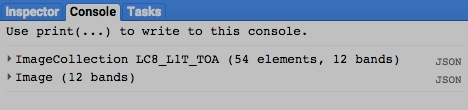 Inspector Console Tasks
Use print(...) to write to this console.
ImageCollection LC8_L1T_TOA (54 elements, 12 bands) JSON
Image (12 bands) JSON